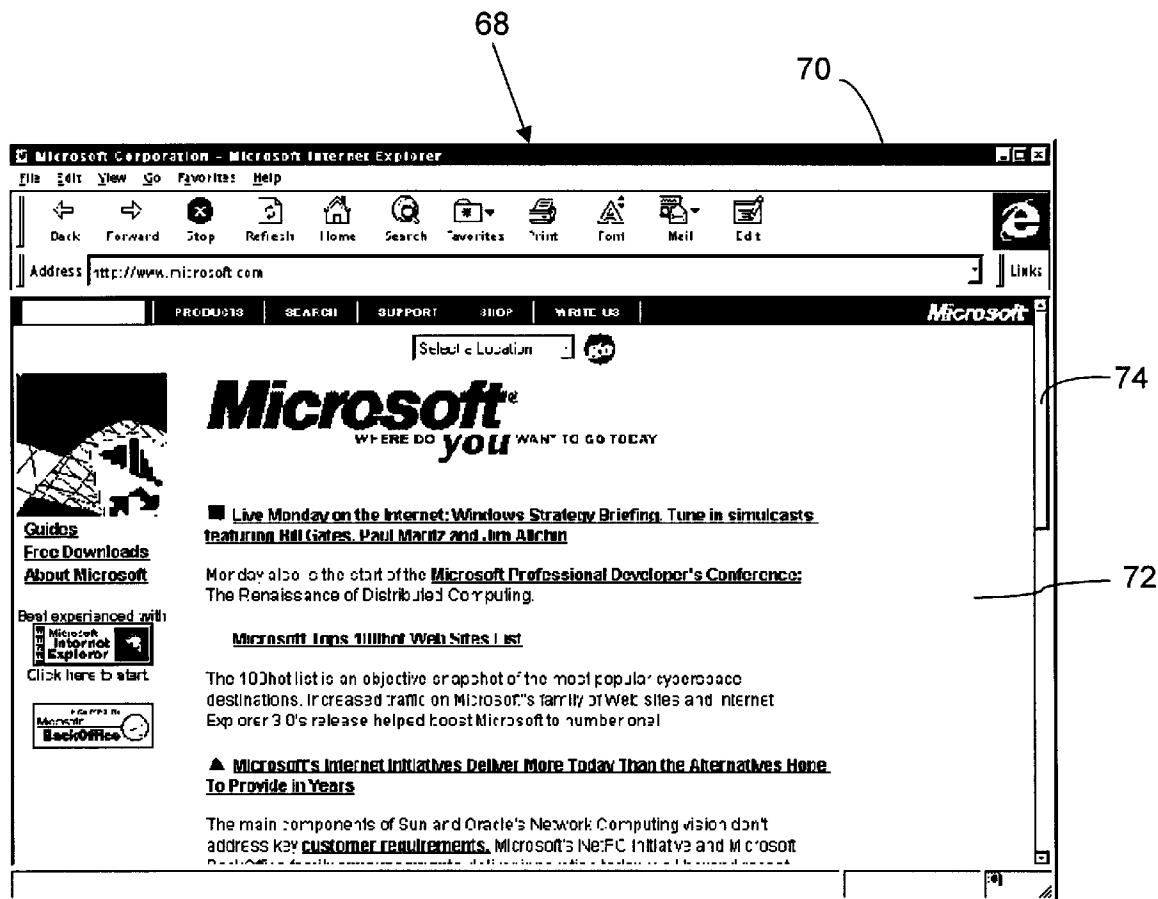 68
70
Microsoft Corporation - Microsoft Internet Explorer
File Edit View Go Favorites Help
Back Forward Stop Refresh Home Search Favorites Print Font Mail Edit
Address http://www.microsoft.com Links
PRODUCTS SEARCH SUPPORT SHOP WRITE US Microsoft
Select a Location go
74
Microsoft®
WHERE DO you WANT TO GO TODAY
Live Monday on the Internet: Windows Strategy Briefing. Tune in simulcasts
featuring Bill Gates, Paul Maritz and Jim Allchin
Guides
Free Downloads
About Microsoft
Monday also is the start of the Microsoft Professional Developer's Conference:
The Renaissance of Distributed Computing.
72
Best experienced with
Microsoft
Internet
Explorer
Click here to start.
Microsoft Tops 100hot Web Sites List
The 100hot list is an objective snapshot of the most popular cyberspace
destinations. Increased traffic on Microsoft's family of Web sites and Internet
Explorer 3.0's release helped boost Microsoft to number one!
Microsoft
BackOffice
Microsoft's Internet Initiatives Deliver More Today Than the Alternatives Hope
To Provide in Years
The main components of Sun and Oracle's Network Computing vision don't
address key customer requirements. Microsoft's NetPC initiative and Microsoft